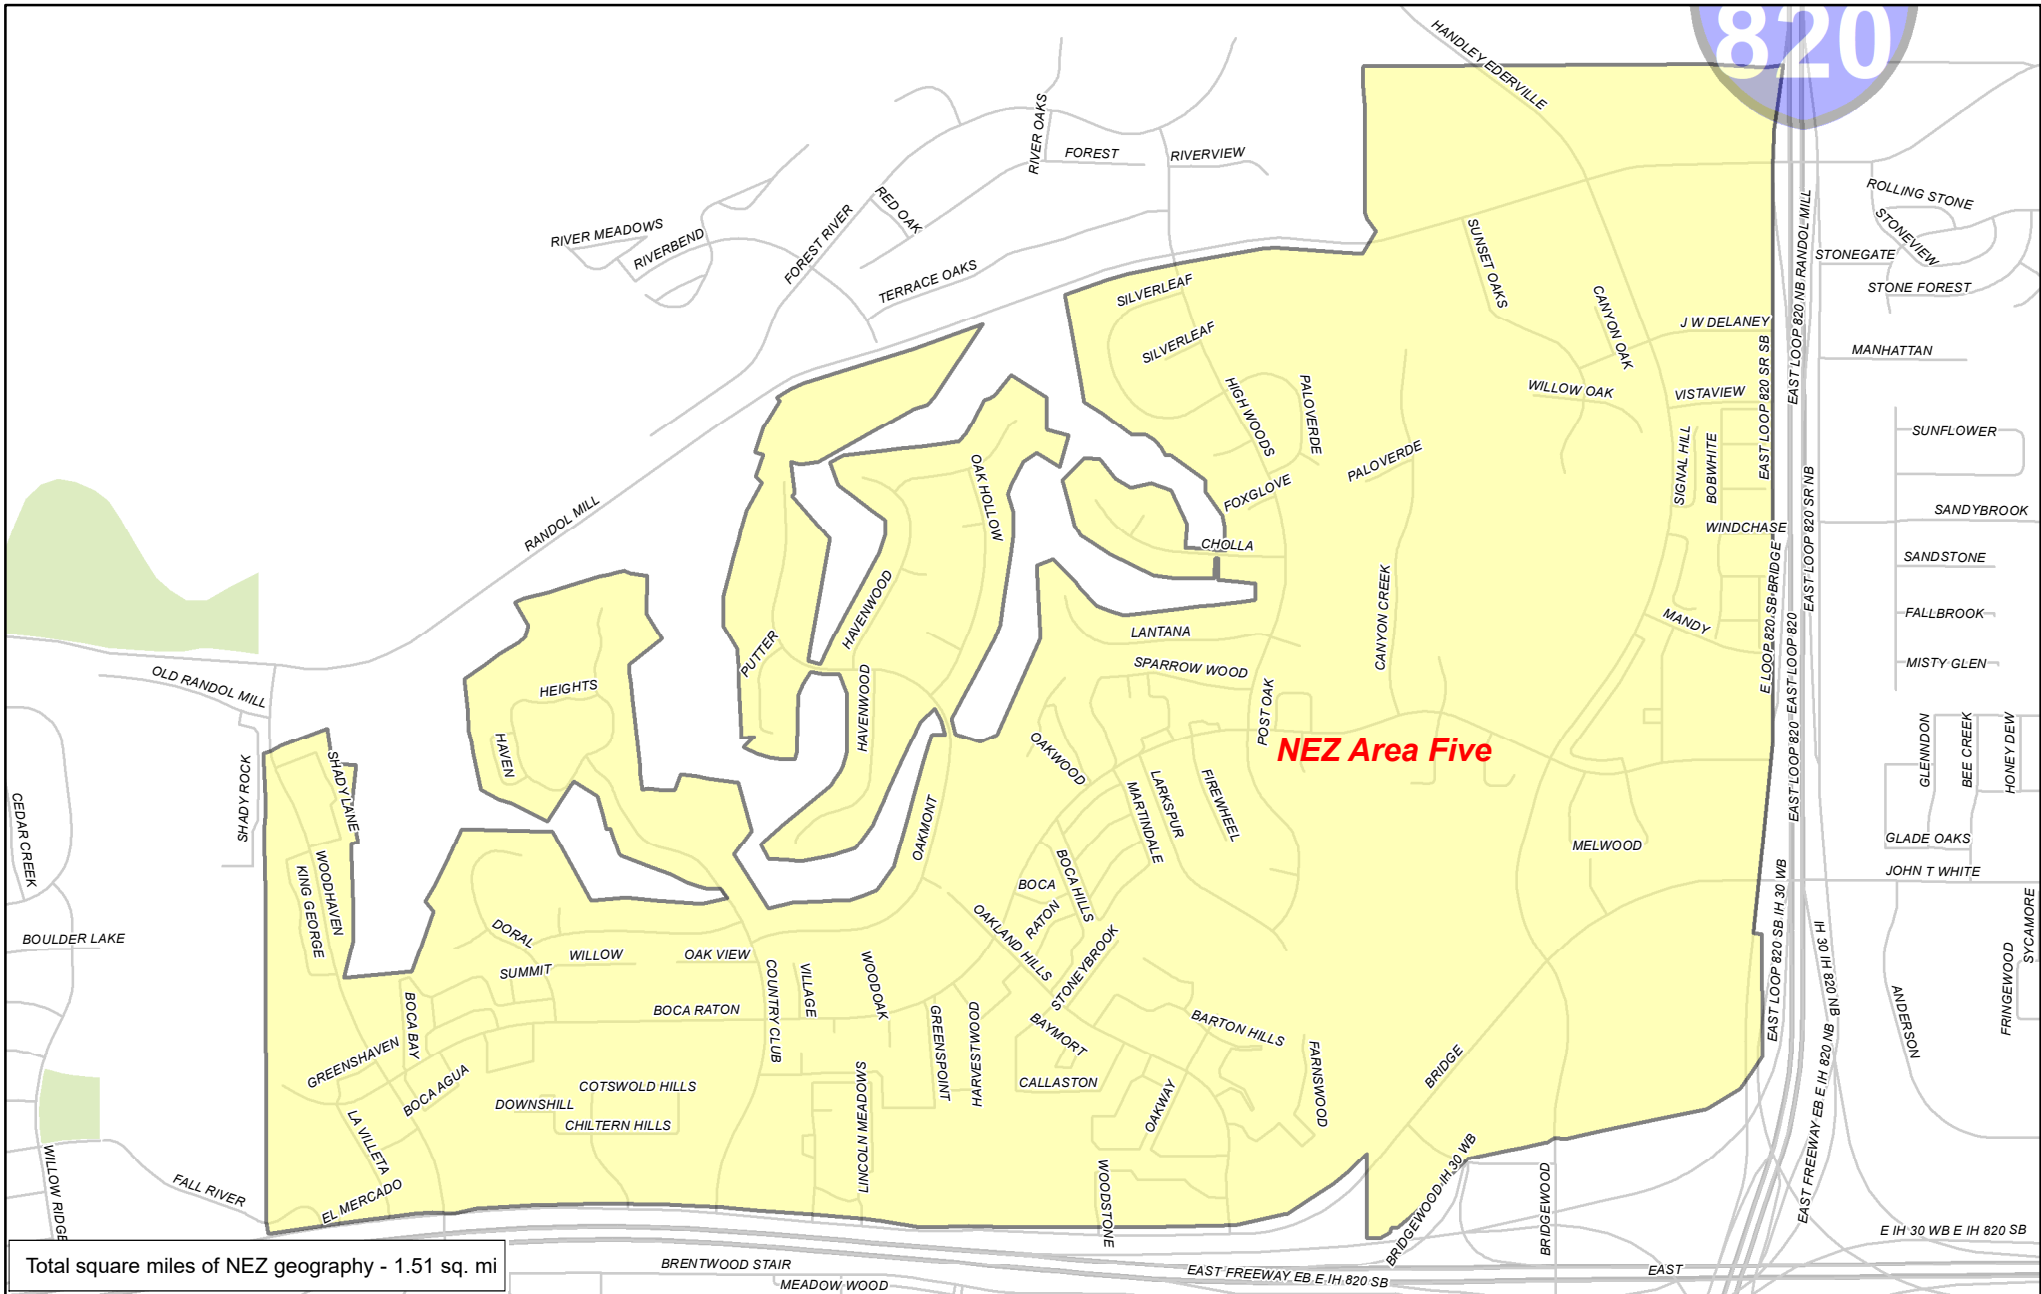 820
HANDLEY EDERVILLE
RIVER OAKS
FOREST
RIVERVIEW
RED OAK
RIVER MEADOWS
RIVERBEND
FOREST RIVER
TERRACE OAKS
ROLLING STONE
STONEVIEW
STONEGATE
STONE FOREST
SUNSET OAKS
CANYON OAK
J W DELANEY
EAST LOOP 820 NB RANDOL MILL
EAST LOOP 820 SR SB
MANHATTAN
SILVERLEAF
SILVERLEAF
HIGH WOODS
PALOVERDE
WILLOW OAK
VISTAVIEW
SUNFLOWER
PALOVERDE
SIGNAL HILL
BOBWHITE
OAK HOLLOW
FOXGLOVE
RANDOL MILL
SANDYBROOK
WINDCHASE
CHOLLA
SANDSTONE
EAST LOOP 820 SR NB
E LOOP 820 SB BRIDGE
CANYON CREEK
HAVENWOOD
FALLBROOK
MANDY
LANTANA
PUTTER
SPARROW WOOD
MISTY GLEN
OLD RANDOL MILL
HEIGHTS
HAVENWOOD
POST OAK
HAVEN
OAKWOOD
NEZ Area Five
EAST LOOP 820 EAST LOOP 820
GLENNDON
BEE CREEK
HONEY DEW
SHADY LANE
SHADY ROCK
CEDAR CREEK
LARKSPUR
MARTINDALE
FIREWHEEL
OAKMONT
MELWOOD
GLADE OAKS
JOHN T WHITE
WOODHAVEN
KING GEORGE
BOCA HILLS
BOCA
RATON
OAKLAND HILLS
STONEYBROOK
BOULDER LAKE
DORAL
SUMMIT
WILLOW
OAK VIEW
COUNTRY CLUB
VILLAGE
WOODOAK
EAST LOOP 820 SB IH 30 WB
IH 30 IH 820 NB
SYCAMORE
FRINGEWOOD
ANDERSON
BOCA BAY
BOCA RATON
GREENSPOINT
HARVESTWOOD
BAYMORT
BARTON HILLS
FARNSWOOD
GREENSHAVEN
BOCA AGUA
COTSWOLD HILLS
DOWNSHILL
CHILTERN HILLS
LINCOLN MEADOWS
CALLASTON
OAKWAY
BRIDGE
EAST FREEWAY EB E IH 820 NB
LA VILLETA
EL MERCADO
FALL RIVER
WILLOW RIDGE
WOODSTONE
BRIDGEWOOD IH 30 WB
BRIDGEWOOD
E IH 30 WB E IH 820 SB
Total square miles of NEZ geography - 1.51 sq. mi
BRENTWOOD STAIR
MEADOW WOOD
EAST FREEWAY EB E IH 820 SB
EAST